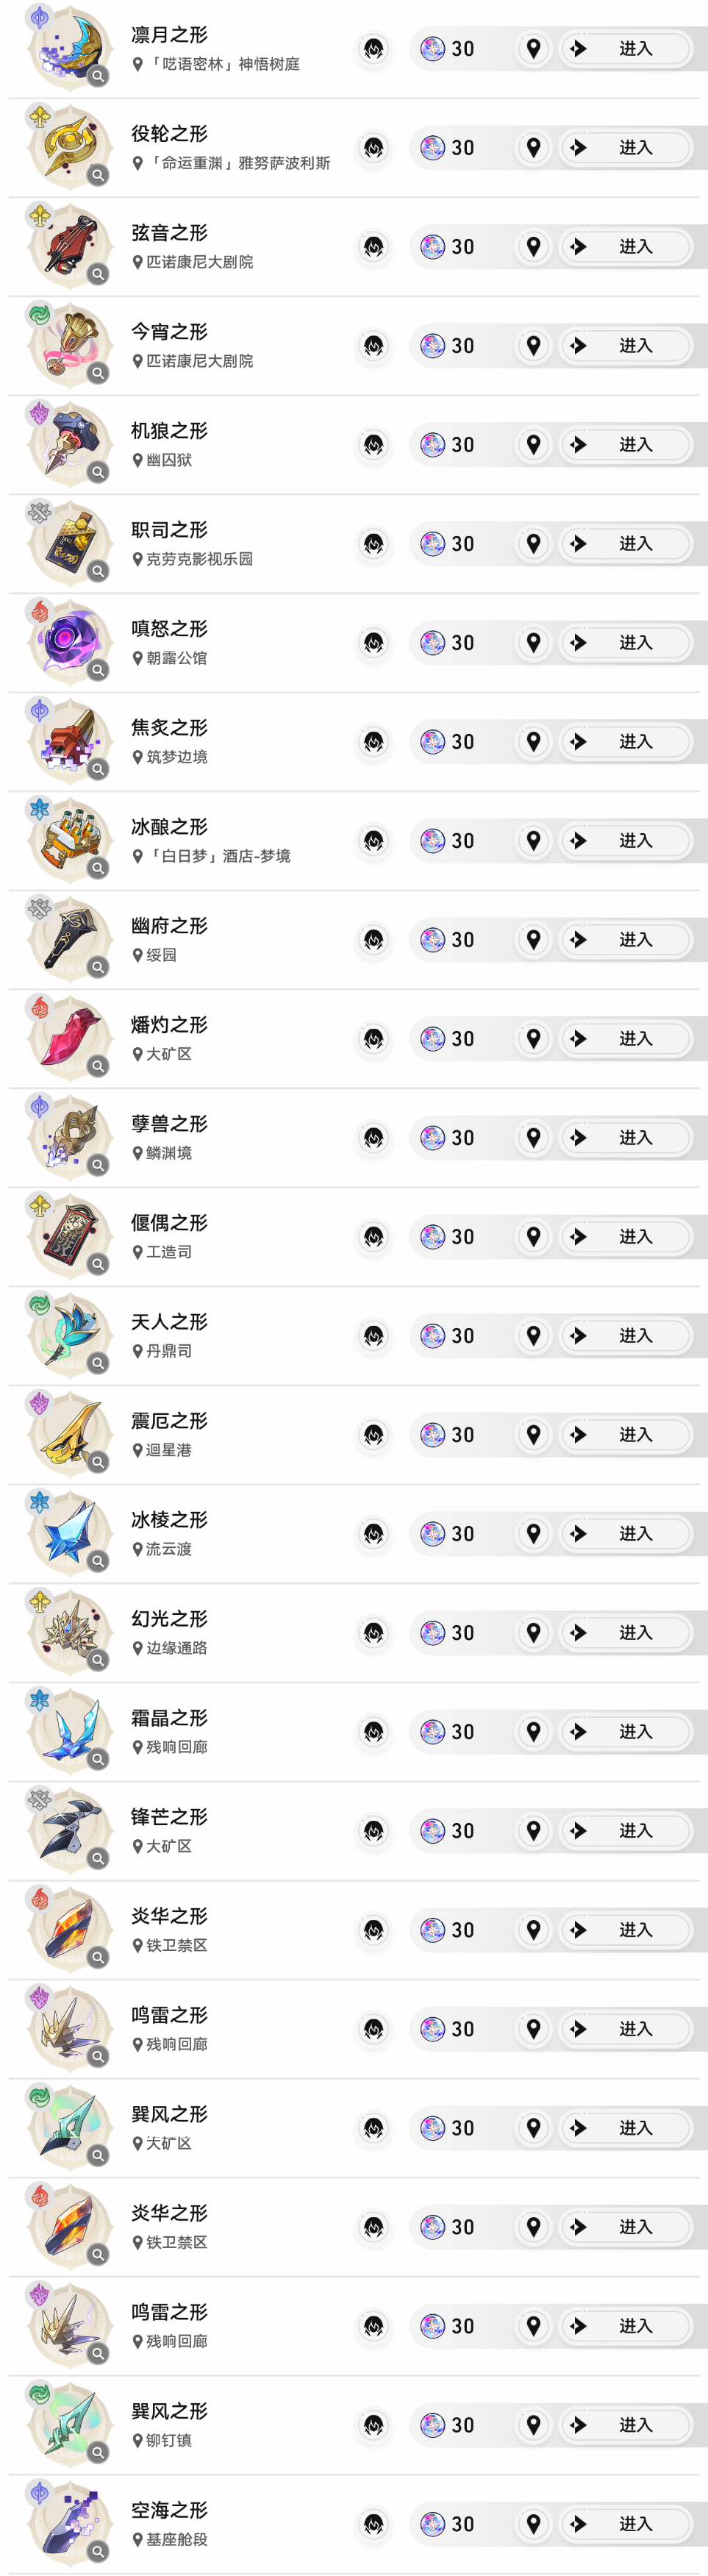 凛月之形
「呓语密林」神悟树庭
30
进入
役轮之形
「命运重渊」雅努萨波利斯
30
进入
弦音之形
匹诺康尼大剧院
30
进入
今宵之形
匹诺康尼大剧院
30
进入
机狼之形
幽囚狱
30
进入
职司之形
克劳克影视乐园
30
进入
嗔怒之形
朝露公馆
30
进入
焦炙之形
筑梦边境
30
进入
冰酿之形
「白日梦」酒店-梦境
30
进入
幽府之形
绥园
30
进入
燔灼之形
大矿区
30
进入
孽兽之形
鳞渊境
30
进入
偃偶之形
工造司
30
进入
天人之形
丹鼎司
30
进入
震厄之形
迴星港
30
进入
冰棱之形
流云渡
30
进入
幻光之形
边缘通路
30
进入
霜晶之形
残响回廊
30
进入
锋芒之形
大矿区
30
进入
炎华之形
铁卫禁区
30
进入
鸣雷之形
残响回廊
30
进入
巽风之形
大矿区
30
进入
炎华之形
铁卫禁区
30
进入
鸣雷之形
残响回廊
30
进入
巽风之形
铆钉镇
30
进入
空海之形
基座舱段
30
进入